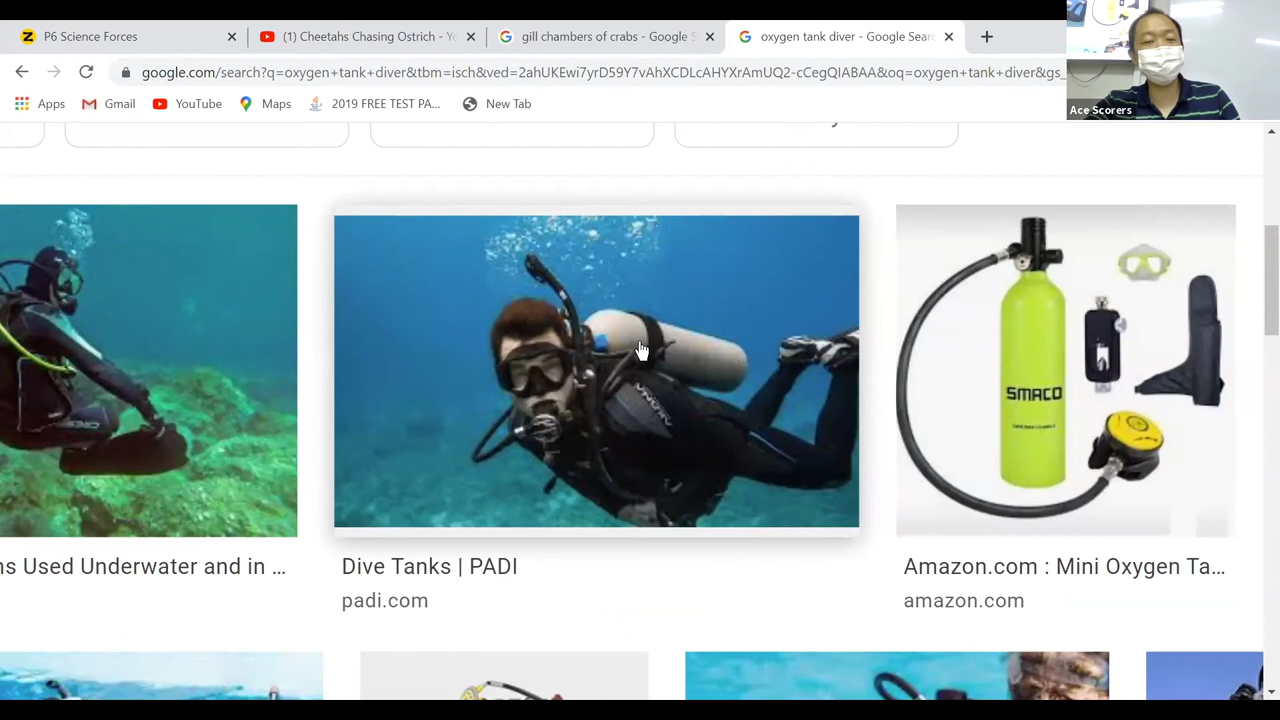 P6 Science Forces
(1) Cheetahs Chasing Ostrich - Yo
gill chambers of crabs - Google S
oxygen tank diver - Google Searc
google.com/search?q=oxygen+tank+diver&tbm=isch&ved=2ahUKEwi7yrD59Y7vAhXCDLcAHYXrAmUQ2-cCegQIABAA&oq=oxygen+tank+diver&gs_
Apps
Gmail
YouTube
Maps
2019 FREE TEST PA...
New Tab
Ace Scorers
SMACO
ns Used Underwater and in ...
Dive Tanks | PADI
padi.com
Amazon.com : Mini Oxygen Ta...
amazon.com